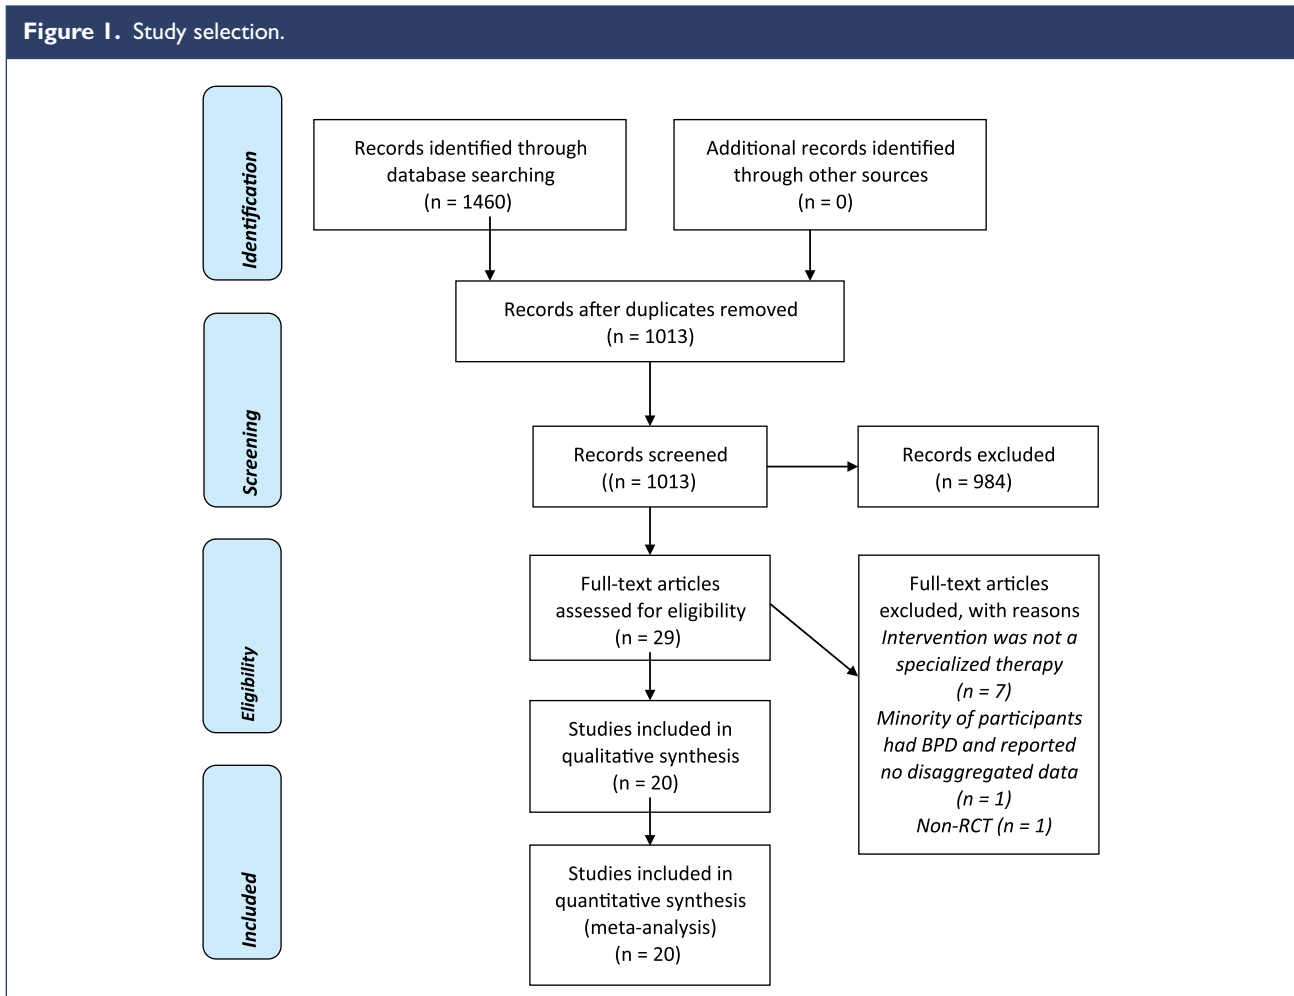 Figure 1. Study selection.
Identification
Records identified through
database searching
(n = 1460)
Additional records identified
through other sources
(n = 0)
Records after duplicates removed
(n = 1013)
Screening
Records screened
((n = 1013)
Records excluded
(n = 984)
Eligibility
Full-text articles
assessed for eligibility
(n = 29)
Full-text articles
excluded, with reasons
Intervention was not a
specialized therapy
(n = 7)
Minority of participants
had BPD and reported
no disaggregated data
(n = 1)
Non-RCT (n = 1)
Studies included in
qualitative synthesis
(n = 20)
Included
Studies included in
quantitative synthesis
(meta-analysis)
(n = 20)